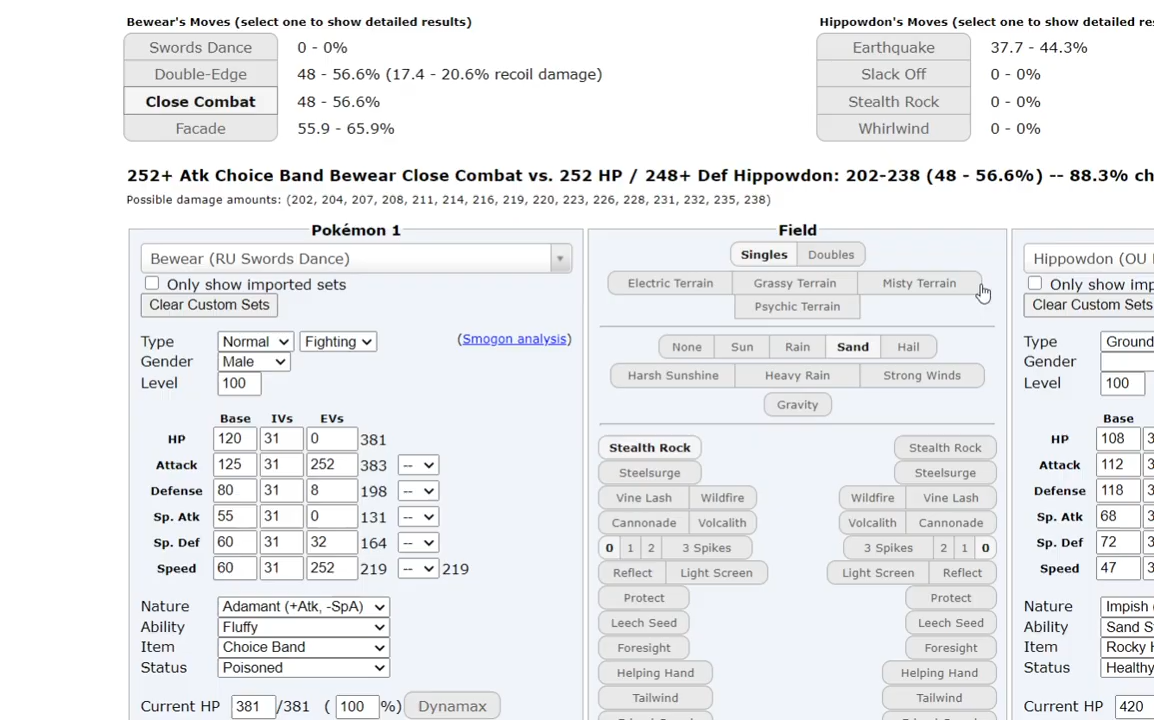 Bewear's Moves (select one to show detailed results)
Hippowdon's Moves (select one to show detailed
Swords Dance 0 - 0%
Earthquake 37.7 - 44.3%
Double-Edge 48 - 56.6% (17.4 - 20.6% recoil damage)
Slack Off 0 - 0%
Close Combat 48 - 56.6%
Stealth Rock 0 - 0%
Facade 55.9 - 65.9%
Whirlwind 0 - 0%
252+ Atk Choice Band Bewear Close Combat vs. 252 HP / 248+ Def Hippowdon: 202-238 (48 - 56.6%) -- 88.3% ch
Possible damage amounts: (202, 204, 207, 208, 211, 214, 216, 219, 220, 223, 226, 228, 231, 232, 235, 238)
Pokémon 1
Bewear (RU Swords Dance)
Only show imported sets
Clear Custom Sets
Type Normal Fighting (Smogon analysis)
Gender Male
Level 100
Base IVs EVs
HP 120 31 0 381
Attack 125 31 252 383 --
Defense 80 31 8 198 --
Sp. Atk 55 31 0 131 --
Sp. Def 60 31 32 164 --
Speed 60 31 252 219 -- 219
Nature Adamant (+Atk, -SpA)
Ability Fluffy
Item Choice Band
Status Poisoned
Current HP 381 /381 ( 100 %) Dynamax
Field
Singles Doubles
Electric Terrain Grassy Terrain Misty Terrain
Psychic Terrain
None Sun Rain Sand Hail
Harsh Sunshine Heavy Rain Strong Winds
Gravity
Stealth Rock Stealth Rock
Steelsurge Steelsurge
Vine Lash Wildfire Wildfire Vine Lash
Cannonade Volcalith Volcalith Cannonade
0 1 2 3 Spikes 3 Spikes 2 1 0
Reflect Light Screen Light Screen Reflect
Protect Protect
Leech Seed Leech Seed
Foresight Foresight
Helping Hand Helping Hand
Tailwind Tailwind
Hippowdon (OU
Only show imp
Clear Custom Sets
Type Ground
Gender
Level 100
Base
HP 108
Attack 112
Defense 118
Sp. Atk 68
Sp. Def 72
Speed 47
Nature Impish
Ability Sand S
Item Rocky H
Status Healthy
Current HP 420